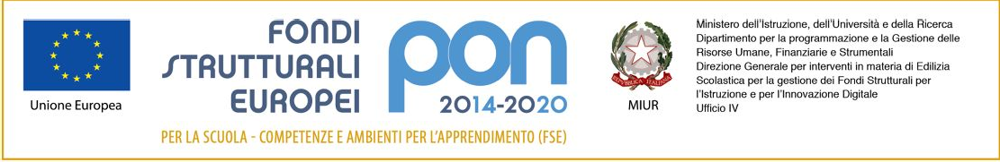 Unione Europea
FONDI
STRUTTURALI
EUROPEI
pon
2014-2020
PER LA SCUOLA - COMPETENZE E AMBIENTI PER L'APPRENDIMENTO (FSE)
REPUBBLICA ITALIANA
MIUR
Ministero dell'Istruzione, dell'Università e della Ricerca
Dipartimento per la programmazione e la Gestione delle
Risorse Umane, Finanziarie e Strumentali
Direzione Generale per interventi in materia di Edilizia
Scolastica per la gestione dei Fondi Strutturali per
l'Istruzione e per l'Innovazione Digitale
Ufficio IV